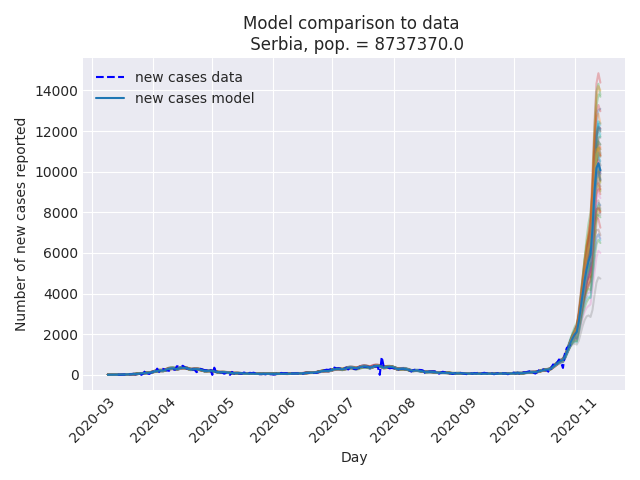 Model comparison to data
Serbia, pop. = 8737370.0
new cases data
new cases model
Number of new cases reported
14000
12000
10000
8000
6000
4000
2000
0
2020-03
2020-04
2020-05
2020-06
2020-07
2020-08
2020-09
2020-10
2020-11
Day